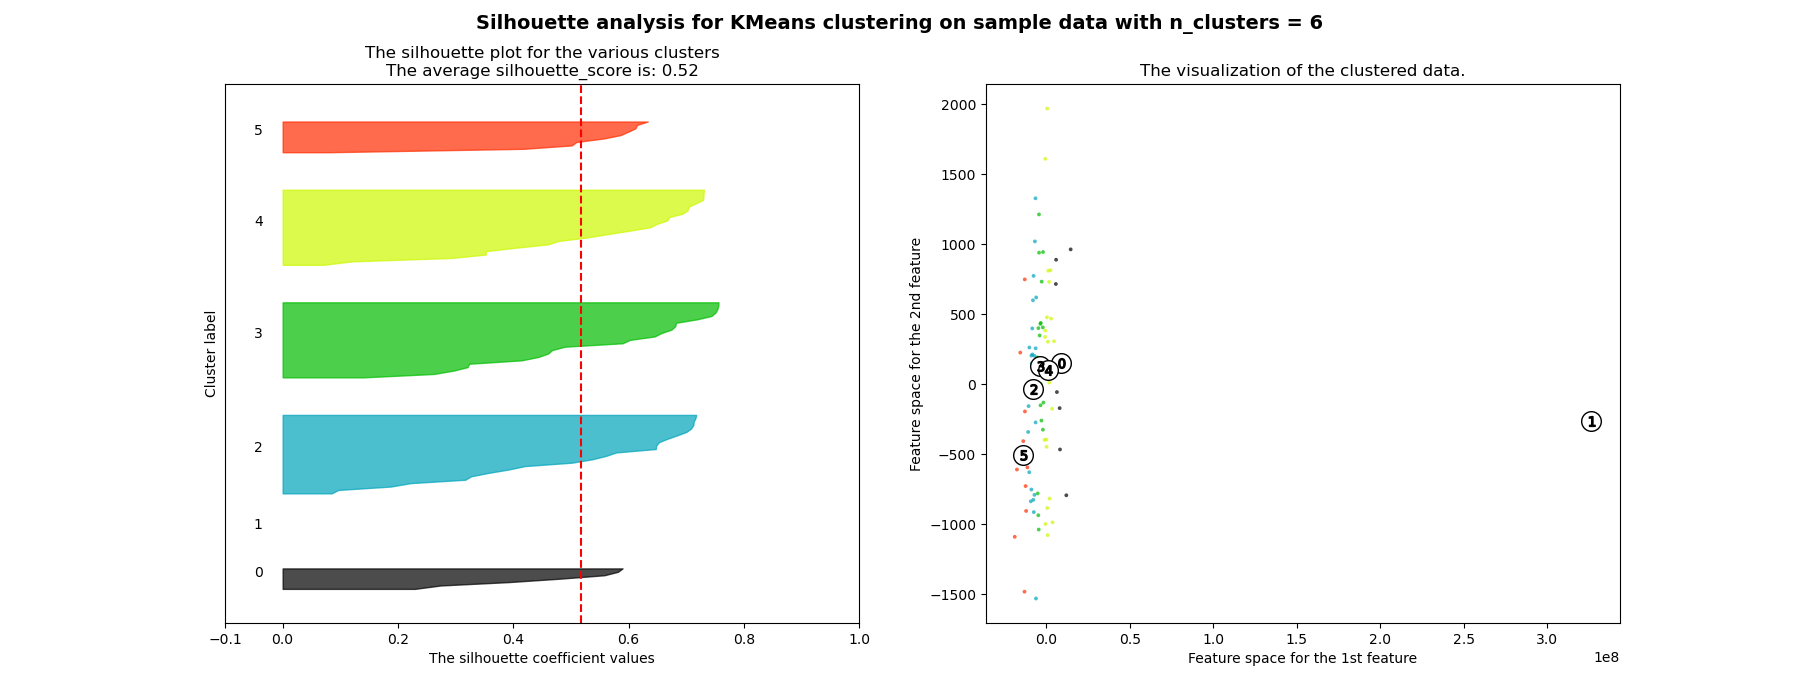 Silhouette analysis for KMeans clustering on sample data with n_clusters = 6
The silhouette plot for the various clusters
The average silhouette_score is: 0.52
Cluster label
5
4
3
2
1
0
−0.1 0.0 0.2 0.4 0.6 0.8 1.0
The silhouette coefficient values
The visualization of the clustered data.
Feature space for the 2nd feature
2000
1500
1000
500
0
−500
−1000
−1500
3 4 0
2
1
5
0.0 0.5 1.0 1.5 2.0 2.5 3.0
1e8
Feature space for the 1st feature